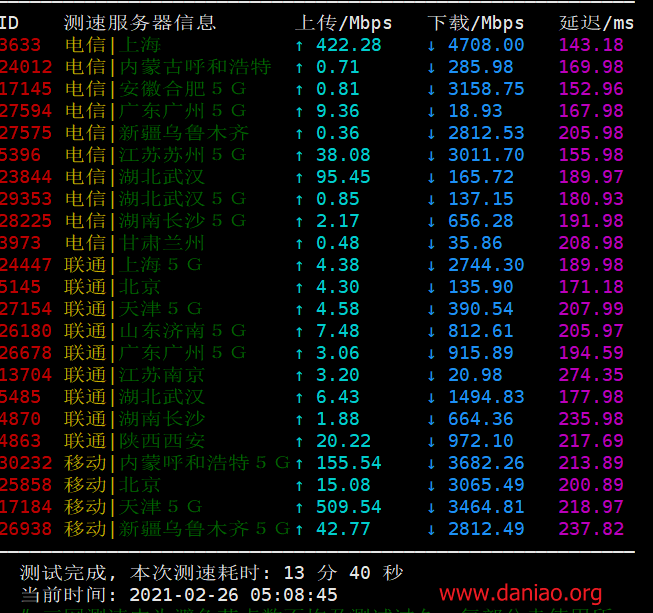 ID 测速服务器信息 上传/Mbps 下载/Mbps 延迟/ms
3633 电信|上海 ↑ 422.28 ↓ 4708.00 143.18
24012 电信|内蒙古呼和浩特 ↑ 0.71 ↓ 285.98 169.98
17145 电信|安徽合肥５Ｇ ↑ 0.81 ↓ 3158.75 152.96
27594 电信|广东广州５Ｇ ↑ 9.36 ↓ 18.93 167.98
27575 电信|新疆乌鲁木齐 ↑ 0.36 ↓ 2812.53 205.98
5396 电信|江苏苏州５Ｇ ↑ 38.08 ↓ 3011.70 155.98
23844 电信|湖北武汉 ↑ 95.45 ↓ 165.72 189.97
29353 电信|湖北武汉５Ｇ ↑ 0.85 ↓ 137.15 180.93
28225 电信|湖南长沙５Ｇ ↑ 2.17 ↓ 656.28 191.98
3973 电信|甘肃兰州 ↑ 0.48 ↓ 35.86 208.98
24447 联通|上海５Ｇ ↑ 4.38 ↓ 2744.30 189.98
5145 联通|北京 ↑ 4.30 ↓ 135.90 171.18
27154 联通|天津５Ｇ ↑ 4.58 ↓ 390.54 207.99
26180 联通|山东济南５Ｇ ↑ 7.48 ↓ 812.61 205.97
26678 联通|广东广州５Ｇ ↑ 3.06 ↓ 915.89 194.59
13704 联通|江苏南京 ↑ 3.20 ↓ 20.98 274.35
5485 联通|湖北武汉 ↑ 6.43 ↓ 1494.83 177.98
4870 联通|湖南长沙 ↑ 1.88 ↓ 664.36 235.98
4863 联通|陕西西安 ↑ 20.22 ↓ 972.10 217.69
30232 移动|内蒙呼和浩特５Ｇ ↑ 155.54 ↓ 3682.26 213.89
25858 移动|北京 ↑ 15.08 ↓ 3065.49 200.89
17184 移动|天津５Ｇ ↑ 509.54 ↓ 3464.81 218.97
26938 移动|新疆乌鲁木齐５Ｇ ↑ 42.77 ↓ 2812.49 237.82
测试完成, 本次测速耗时: 13 分 40 秒
当前时间: 2021-02-26 05:08:45
www.daniao.org